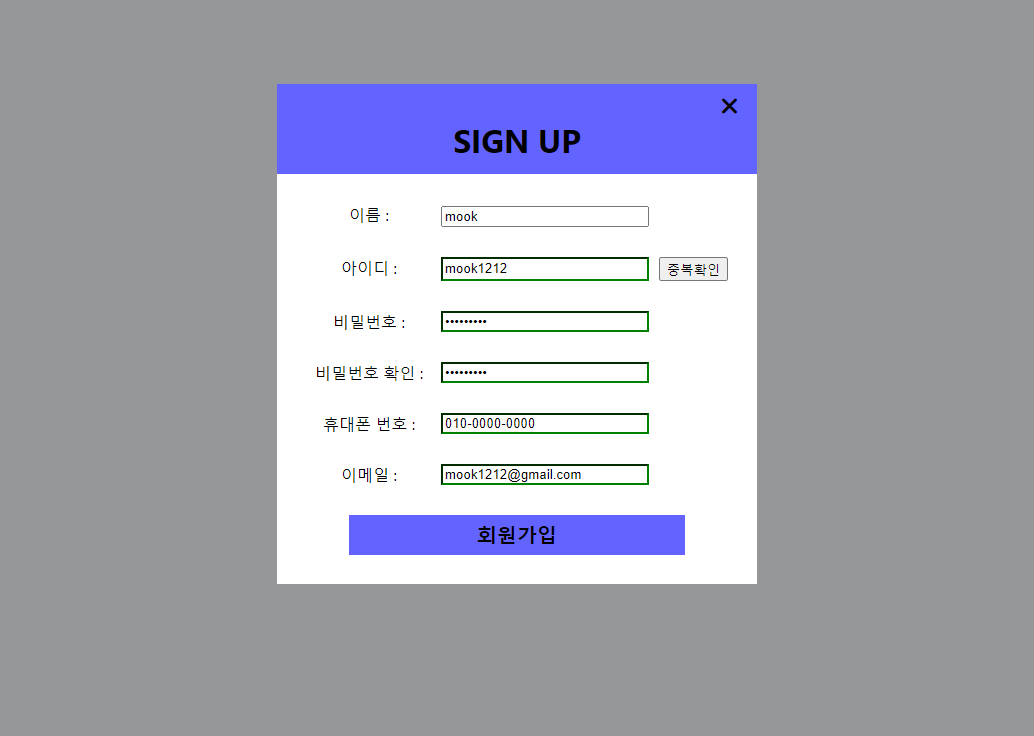 SIGN UP
이름 : mook
아이디 : mook1212 중복확인
비밀번호 : •••••••••
비밀번호 확인 : •••••••••
휴대폰 번호 : 010-0000-0000
이메일 : mook1212@gmail.com
회원가입